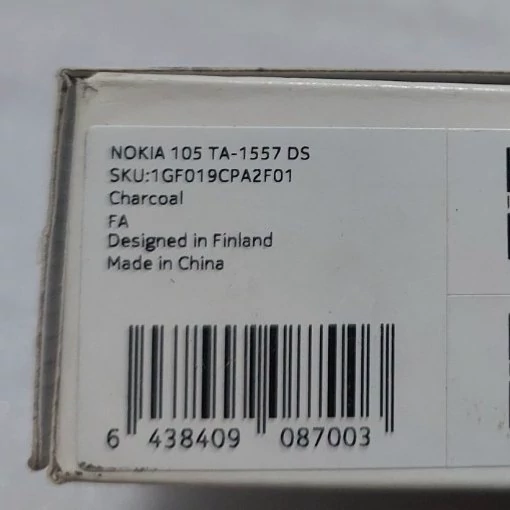 NOKIA 105 TA-1557 DS
SKU:1GF019CPA2F01
Charcoal
FA
Designed in Finland
Made in China
6 438409 087003